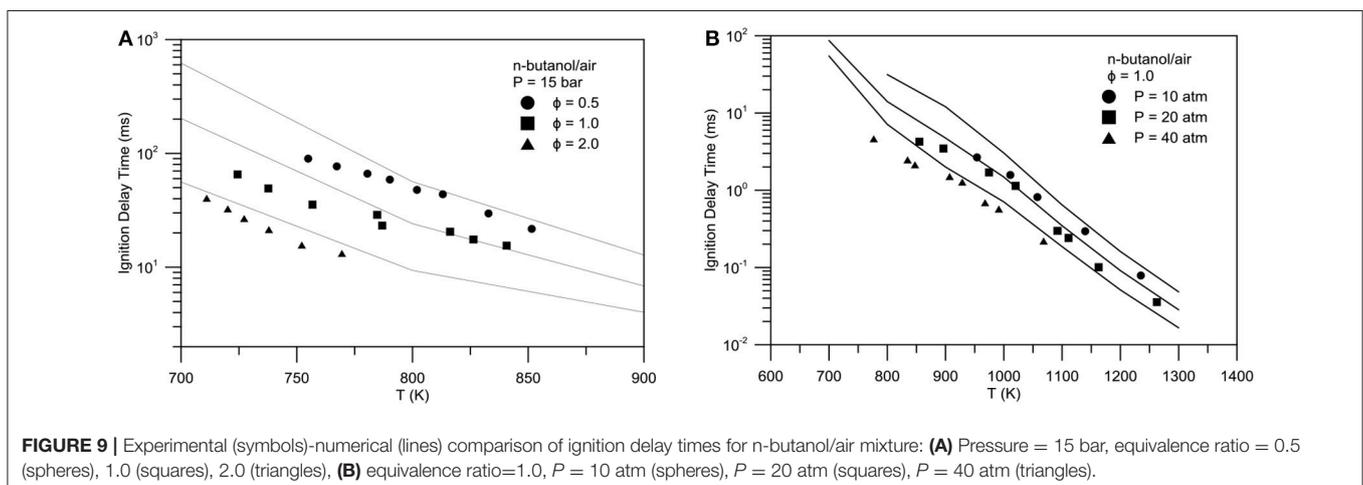 A
10³
10²
10¹
Ignition Delay Time (ms)
n-butanol/air
P = 15 bar
ϕ = 0.5
ϕ = 1.0
ϕ = 2.0
700 750 800 850 900
T (K)
B
10²
10¹
10⁰
10⁻¹
10⁻²
Ignition Delay Time (ms)
n-butanol/air
ϕ = 1.0
P = 10 atm
P = 20 atm
P = 40 atm
600 700 800 900 1000 1100 1200 1300 1400
T (K)
FIGURE 9 | Experimental (symbols)-numerical (lines) comparison of ignition delay times for n-butanol/air mixture: (A) Pressure = 15 bar, equivalence ratio = 0.5
(spheres), 1.0 (squares), 2.0 (triangles), (B) equivalence ratio=1.0, P = 10 atm (spheres), P = 20 atm (squares), P = 40 atm (triangles).